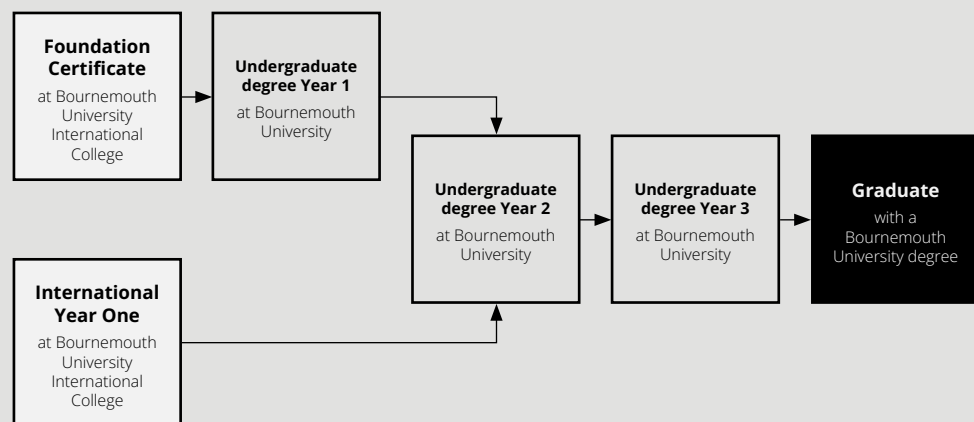 Foundation
Certificate
at Bournemouth
University
International
College
Undergraduate
degree Year 1
at Bournemouth
University
Undergraduate
degree Year 2
at Bournemouth
University
Undergraduate
degree Year 3
at Bournemouth
University
Graduate
with a
Bournemouth
University degree
International
Year One
at Bournemouth
University
International
College